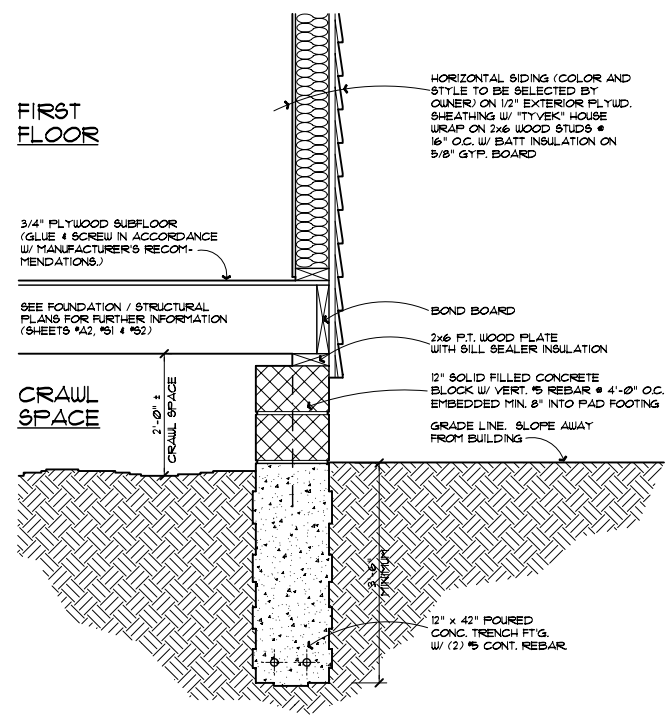 HORIZONTAL SIDING (COLOR AND
STYLE TO BE SELECTED BY
OWNER) ON 1/2" EXTERIOR PLYWD.
SHEATHING W/ "TYVEK" HOUSE
WRAP ON 2x6 WOOD STUDS @
16" O.C. W/ BATT INSULATION ON
5/8" GYP. BOARD
FIRST
FLOOR
3/4" PLYWOOD SUBFLOOR
(GLUE & SCREW IN ACCORDANCE
W/ MANUFACTURER'S RECOM-
MENDATIONS.)
SEE FOUNDATION / STRUCTURAL
PLANS FOR FURTHER INFORMATION
(SHEETS #A2, #S1 & #S2)
BOND BOARD
2x6 P.T. WOOD PLATE
WITH SILL SEALER INSULATION
CRAWL
SPACE
2'-0" ±
CRAWL SPACE
12" SOLID FILLED CONCRETE
BLOCK W/ VERT. #5 REBAR @ 4'-0" O.C.
EMBEDDED MIN. 8" INTO PAD FOOTING
GRADE LINE. SLOPE AWAY
FROM BUILDING
3'-6"
MINIMUM
12" x 42" POURED
CONC. TRENCH FT'G.
W/ (2) #5 CONT. REBAR